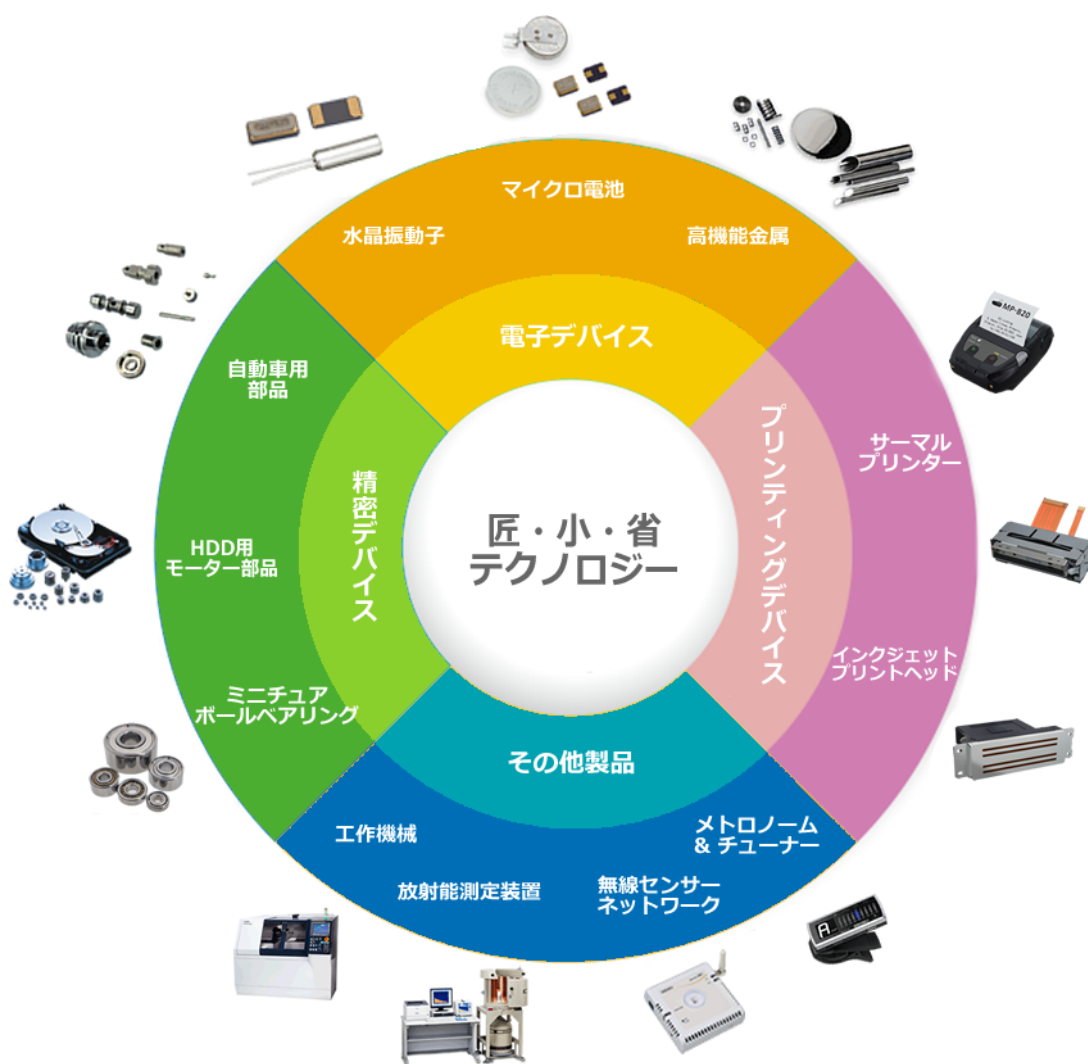 マイクロ電池
水晶振動子
高機能金属
電子デバイス
自動車用
部品
HDD用
モーター部品
ミニチュア
ボールベアリング
精密デバイス
匠・小・省
テクノロジー
プリンティングデバイス
サーマル
プリンター
インクジェット
プリントヘッド
MP-B20
その他製品
工作機械
放射能測定装置
無線センサー
ネットワーク
メトロノーム
& チューナー
A